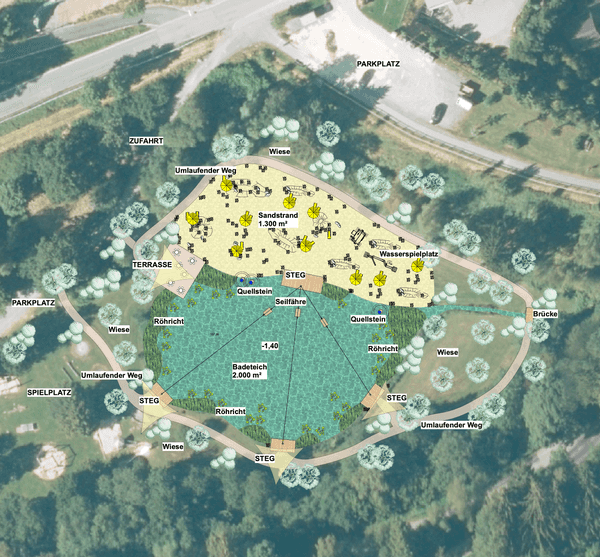 PARKPLATZ
ZUFAHRT
Wiese
Umlaufender Weg
Sandstrand
1.300 m²
Wasserspielplatz
TERRASSE
STEG
Quellstein
Seilfähre
PARKPLATZ
Röhricht
Quellstein
Brücke
Wiese
-1,40
Röhricht
Wiese
Badeteich
2.000 m²
Umlaufender Weg
SPIELPLATZ
STEG
STEG
Röhricht
Umlaufender Weg
Wiese
STEG